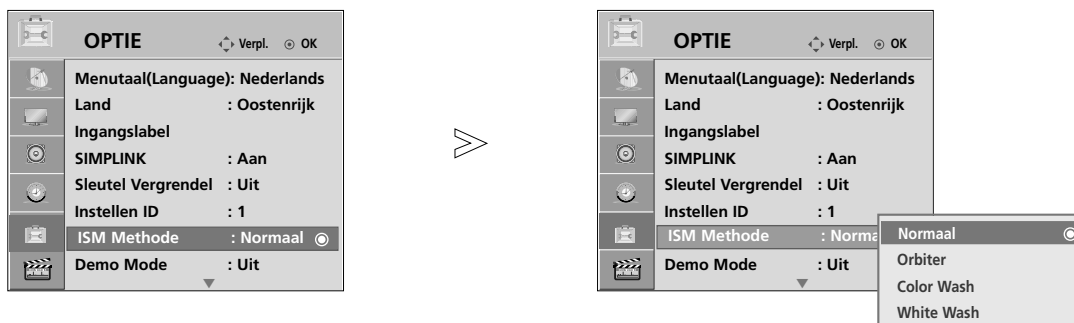 OPTIE Verpl. OK
Menutaal(Language): Nederlands
Land : Oostenrijk
Ingangslabel
SIMPLINK : Aan
Sleutel Vergrendel : Uit
Instellen ID : 1
ISM Methode : Normaal
Demo Mode : Uit
OPTIE Verpl. OK
Menutaal(Language): Nederlands
Land : Oostenrijk
Ingangslabel
SIMPLINK : Aan
Sleutel Vergrendel : Uit
Instellen ID : 1
ISM Methode : Norma
Demo Mode : Uit
Normaal
Orbiter
Color Wash
White Wash